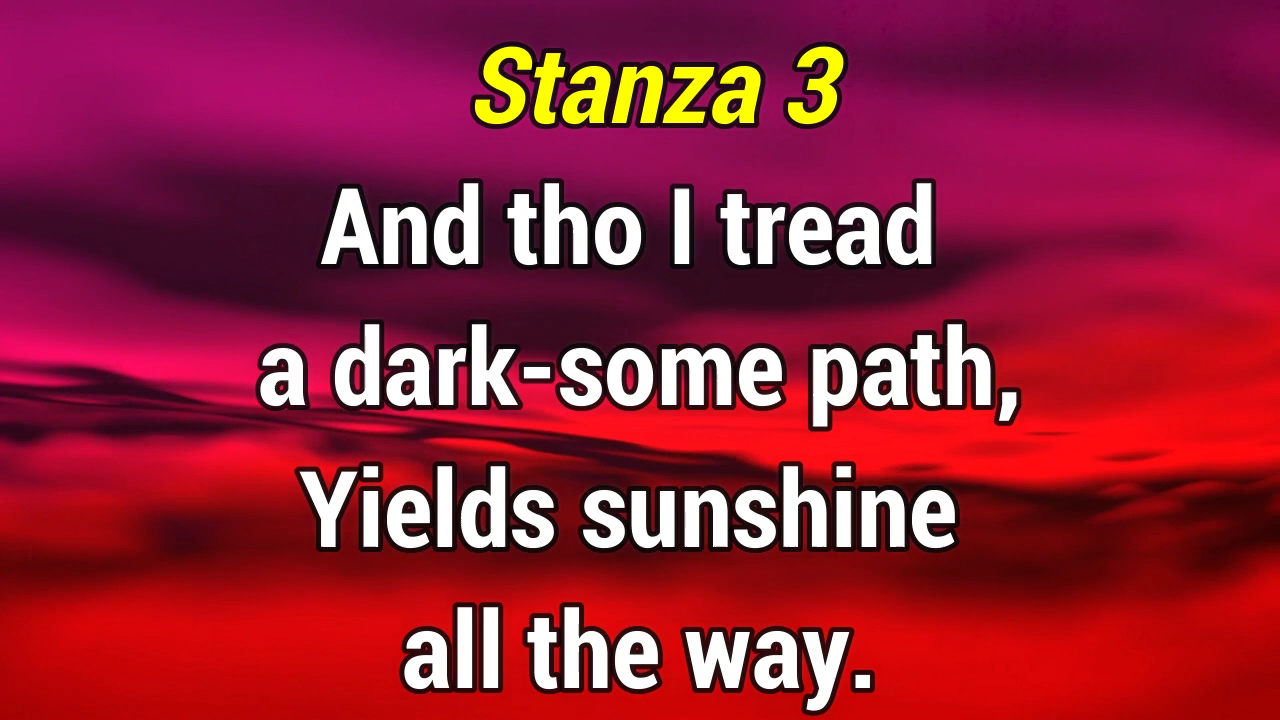 Stanza 3
And tho I tread
a dark-some path,
Yields sunshine
all the way.